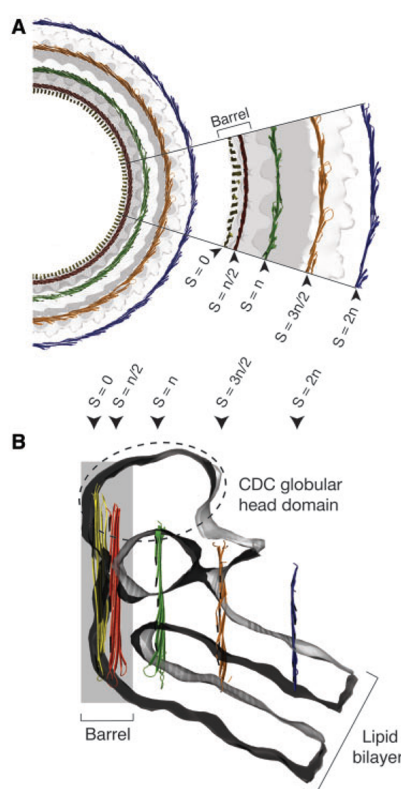 A
Barrel
S = 0
S = n/2
S = n
S = 3n/2
S = 2n
S = 0
S = n/2
S = n
S = 3n/2
S = 2n
B
CDC globular
head domain
Barrel
Lipid
bilayer